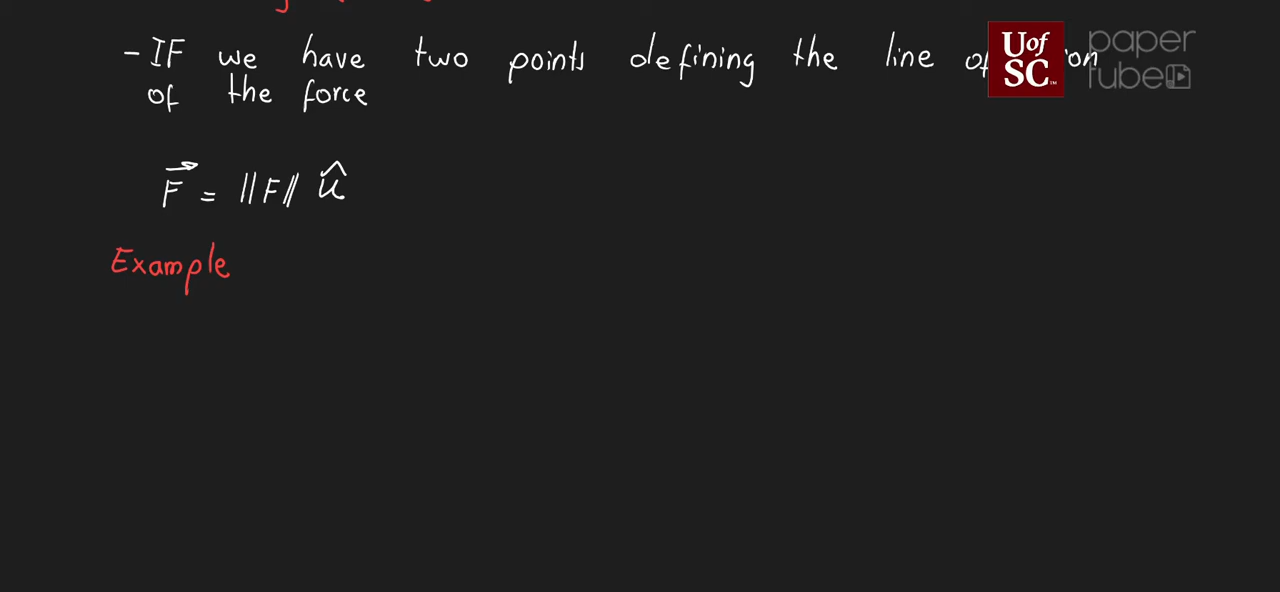 - IF we have two points defining the line of
of the force
F = ||F|| û
Example
UofSC
paper tube